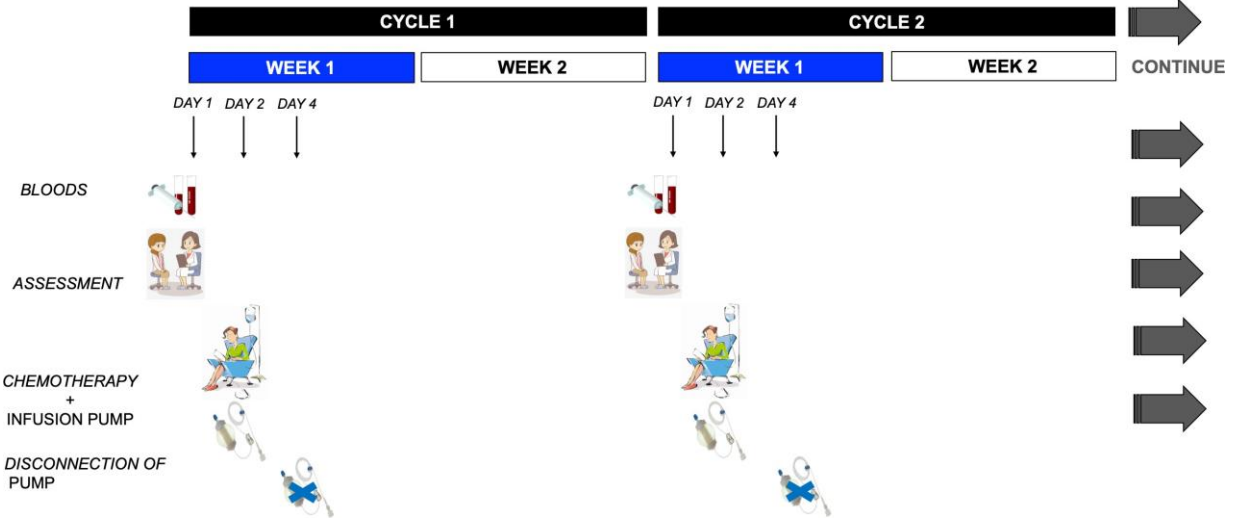 CYCLE 1 CYCLE 2
WEEK 1 WEEK 2 WEEK 1 WEEK 2 CONTINUE
DAY 1 DAY 2 DAY 4 DAY 1 DAY 2 DAY 4
BLOODS
ASSESSMENT
CHEMOTHERAPY
+
INFUSION PUMP
DISCONNECTION OF
PUMP